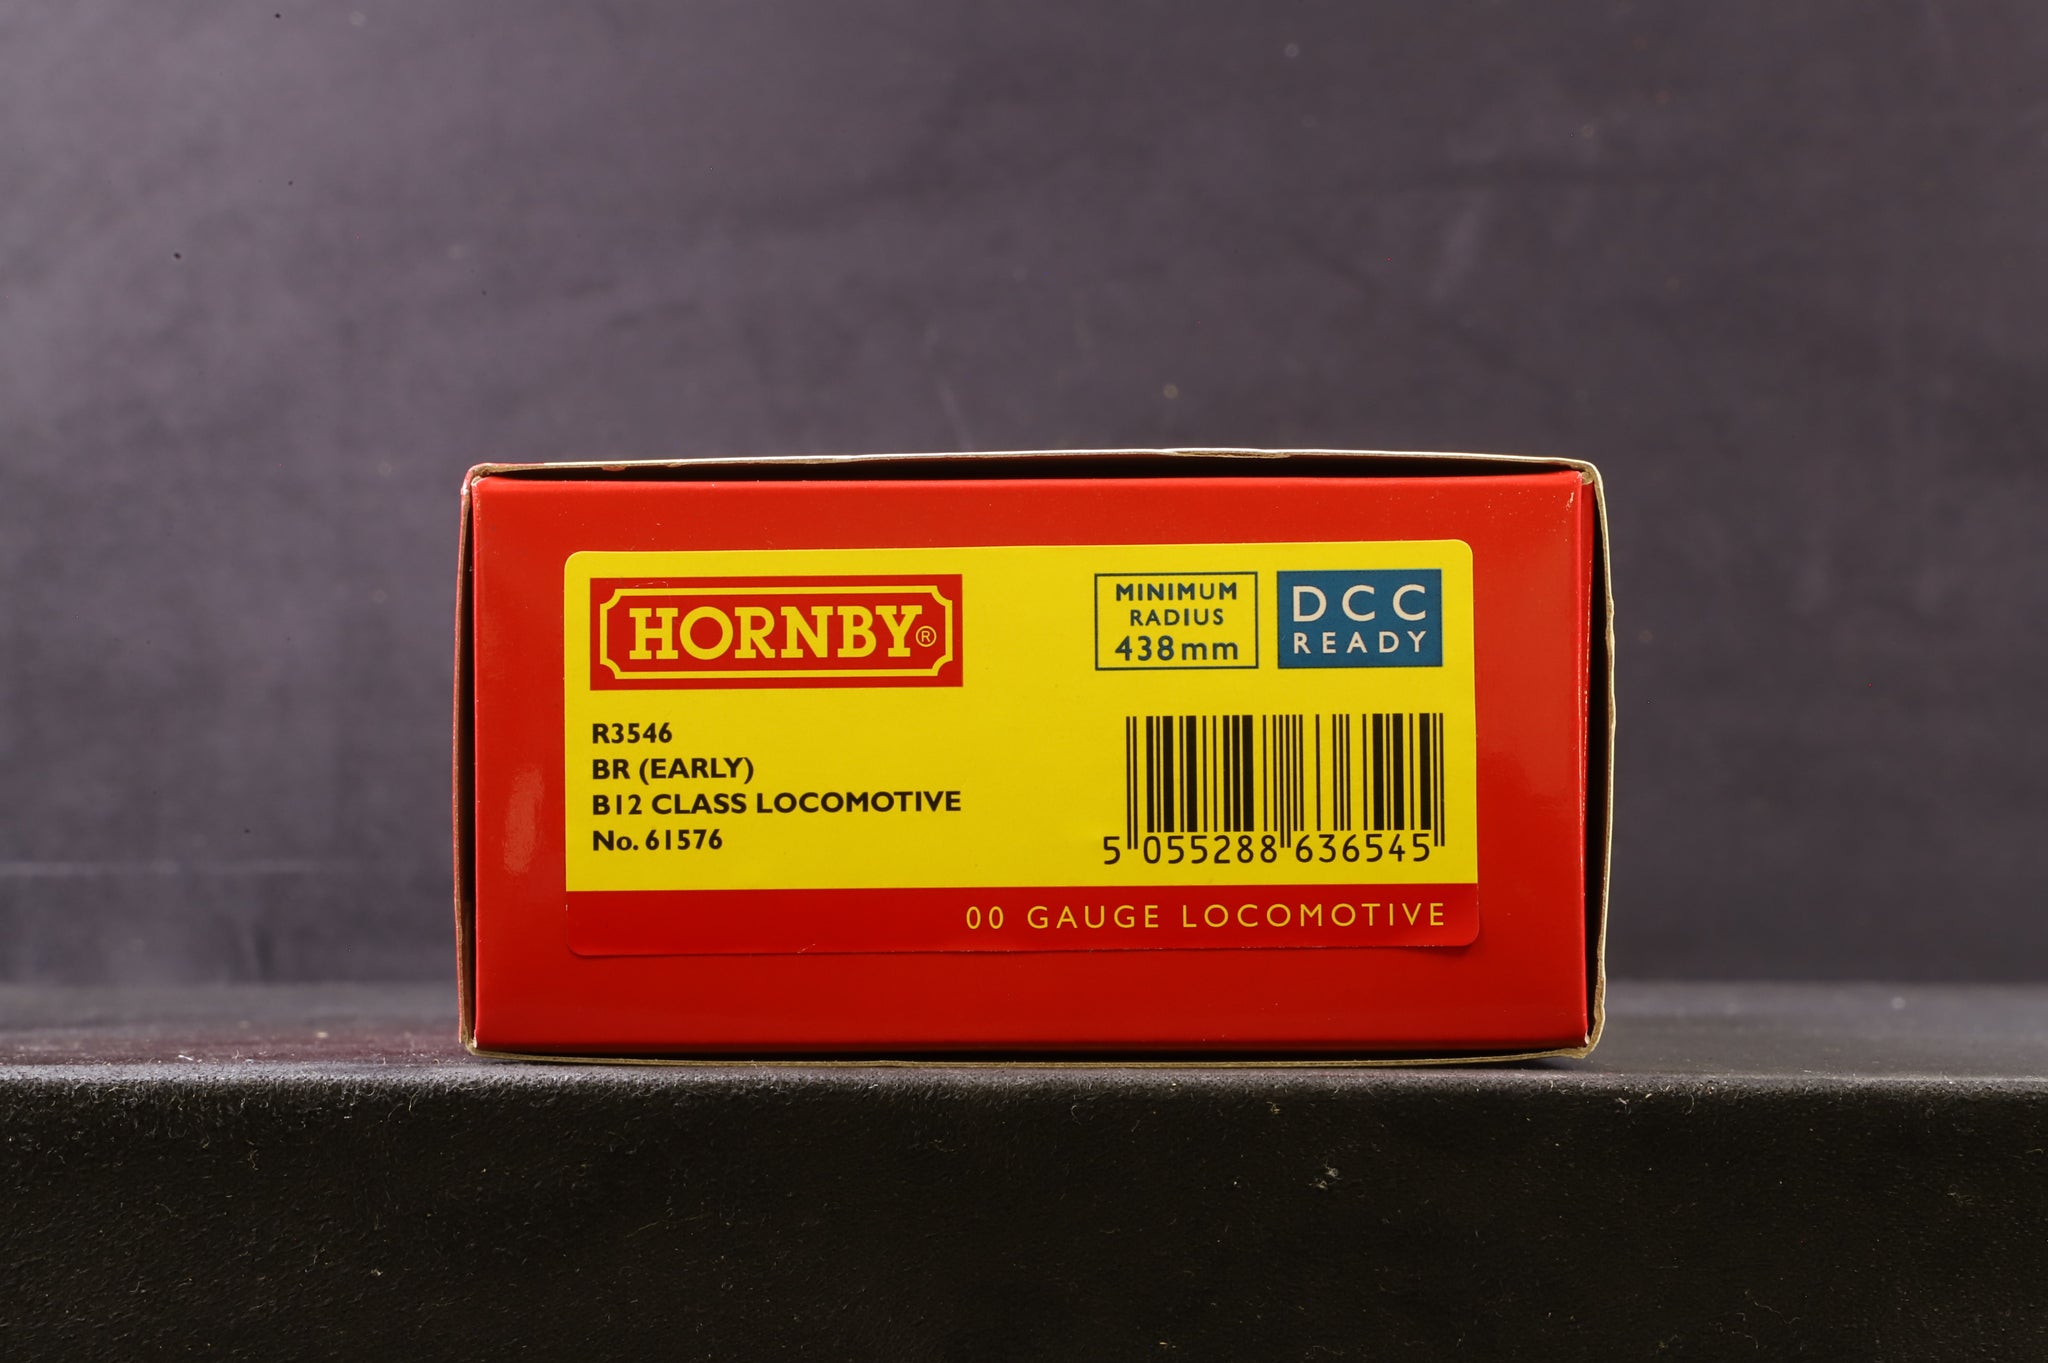 HORNBY®
MINIMUM
RADIUS
438mm
DCC
READY
R3546
BR (EARLY)
B12 CLASS LOCOMOTIVE
No. 61576
5 055288 636545
00 GAUGE LOCOMOTIVE